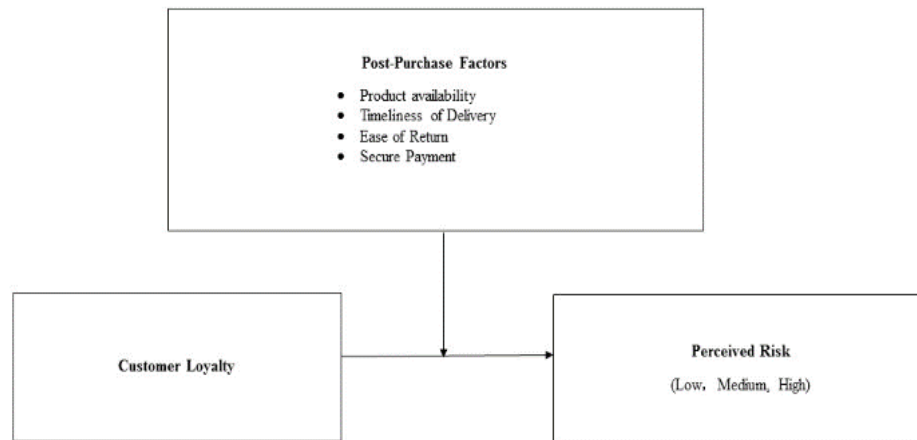 Post-Purchase Factors
• Product availability
• Timeliness of Delivery
• Ease of Return
• Secure Payment
Customer Loyalty
Perceived Risk
(Low, Medium, High)